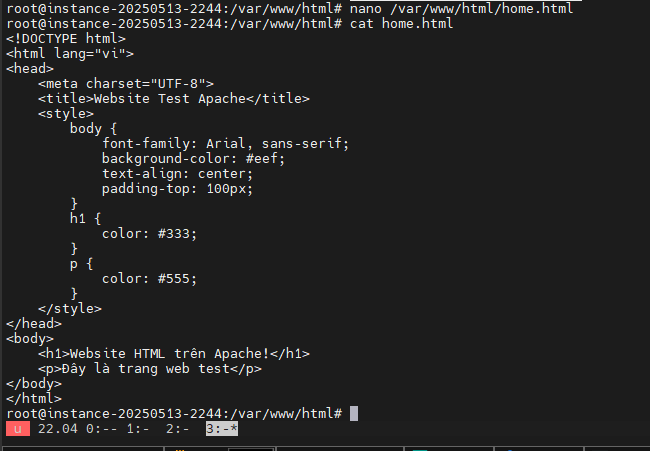 root@instance-20250513-2244:/var/www/html# nano /var/www/html/home.html
root@instance-20250513-2244:/var/www/html# cat home.html
<!DOCTYPE html>
<html lang="vi">
<head>
    <meta charset="UTF-8">
    <title>Website Test Apache</title>
    <style>
        body {
            font-family: Arial, sans-serif;
            background-color: #eef;
            text-align: center;
            padding-top: 100px;
        }
        h1 {
            color: #333;
        }
        p {
            color: #555;
        }
    </style>
</head>
<body>
    <h1>Website HTML trên Apache!</h1>
    <p>Đây là trang web test</p>
</body>
</html>
root@instance-20250513-2244:/var/www/html#
u 22.04 0:-- 1:-  2:-  3:-*